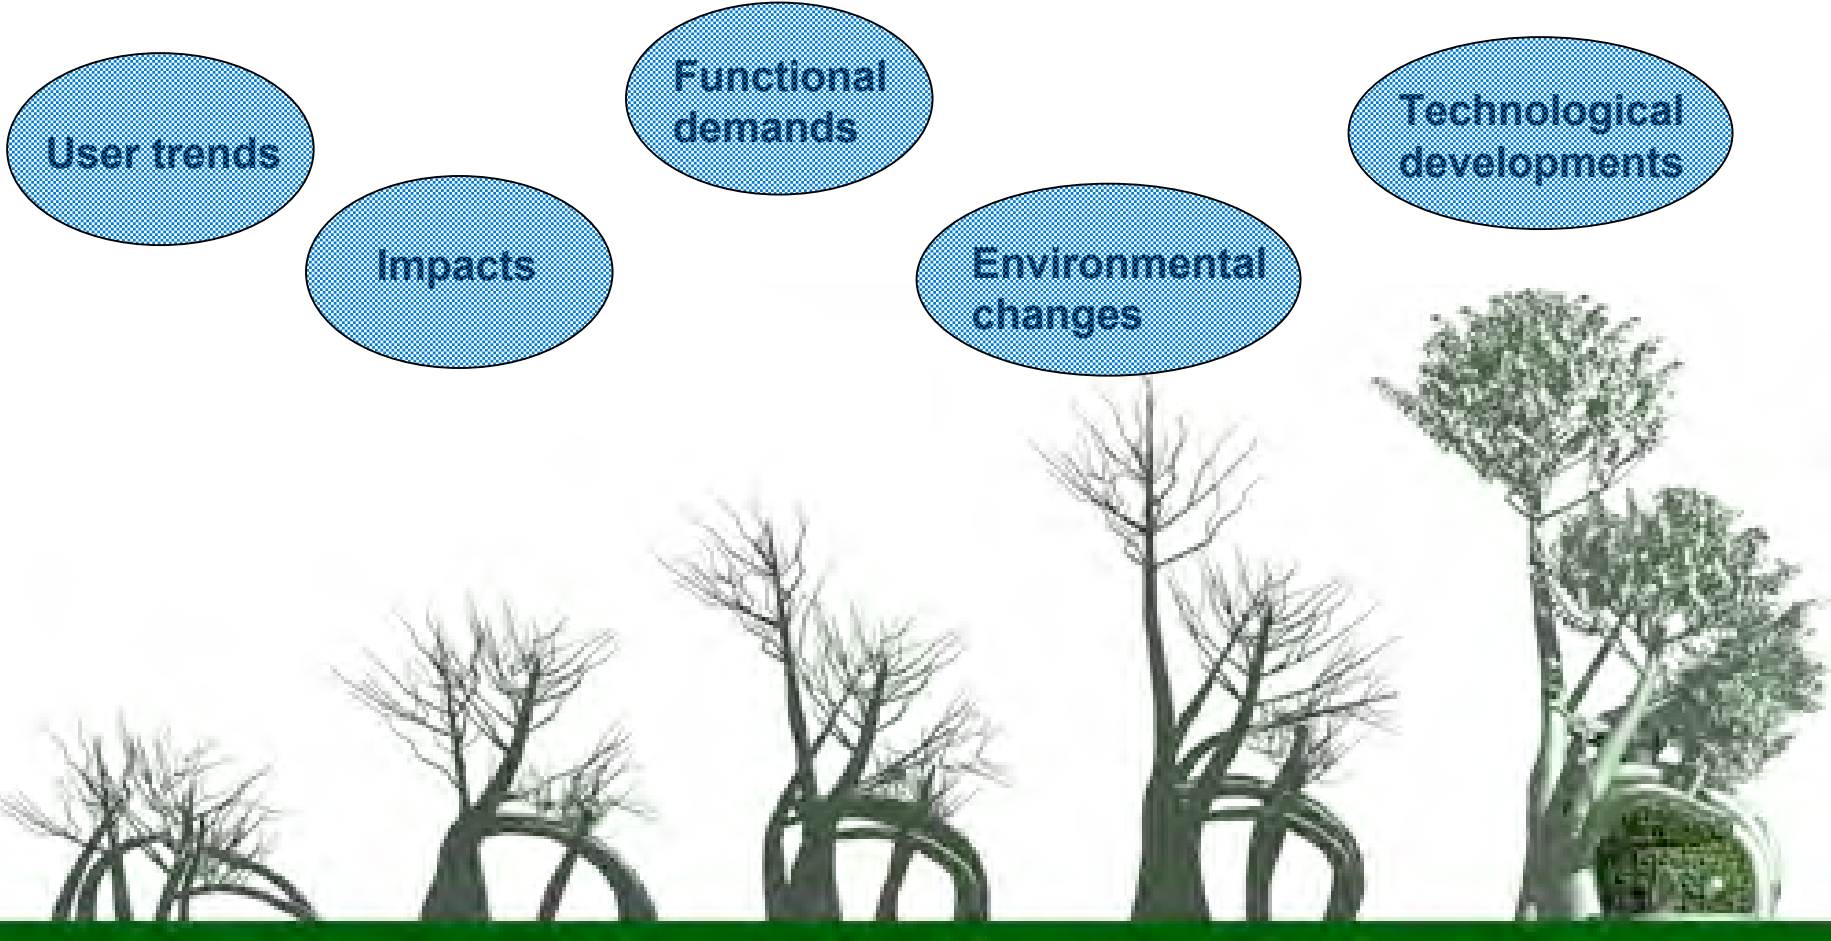 User trends
Impacts
Functional
demands
Environmental
changes
Technological
developments